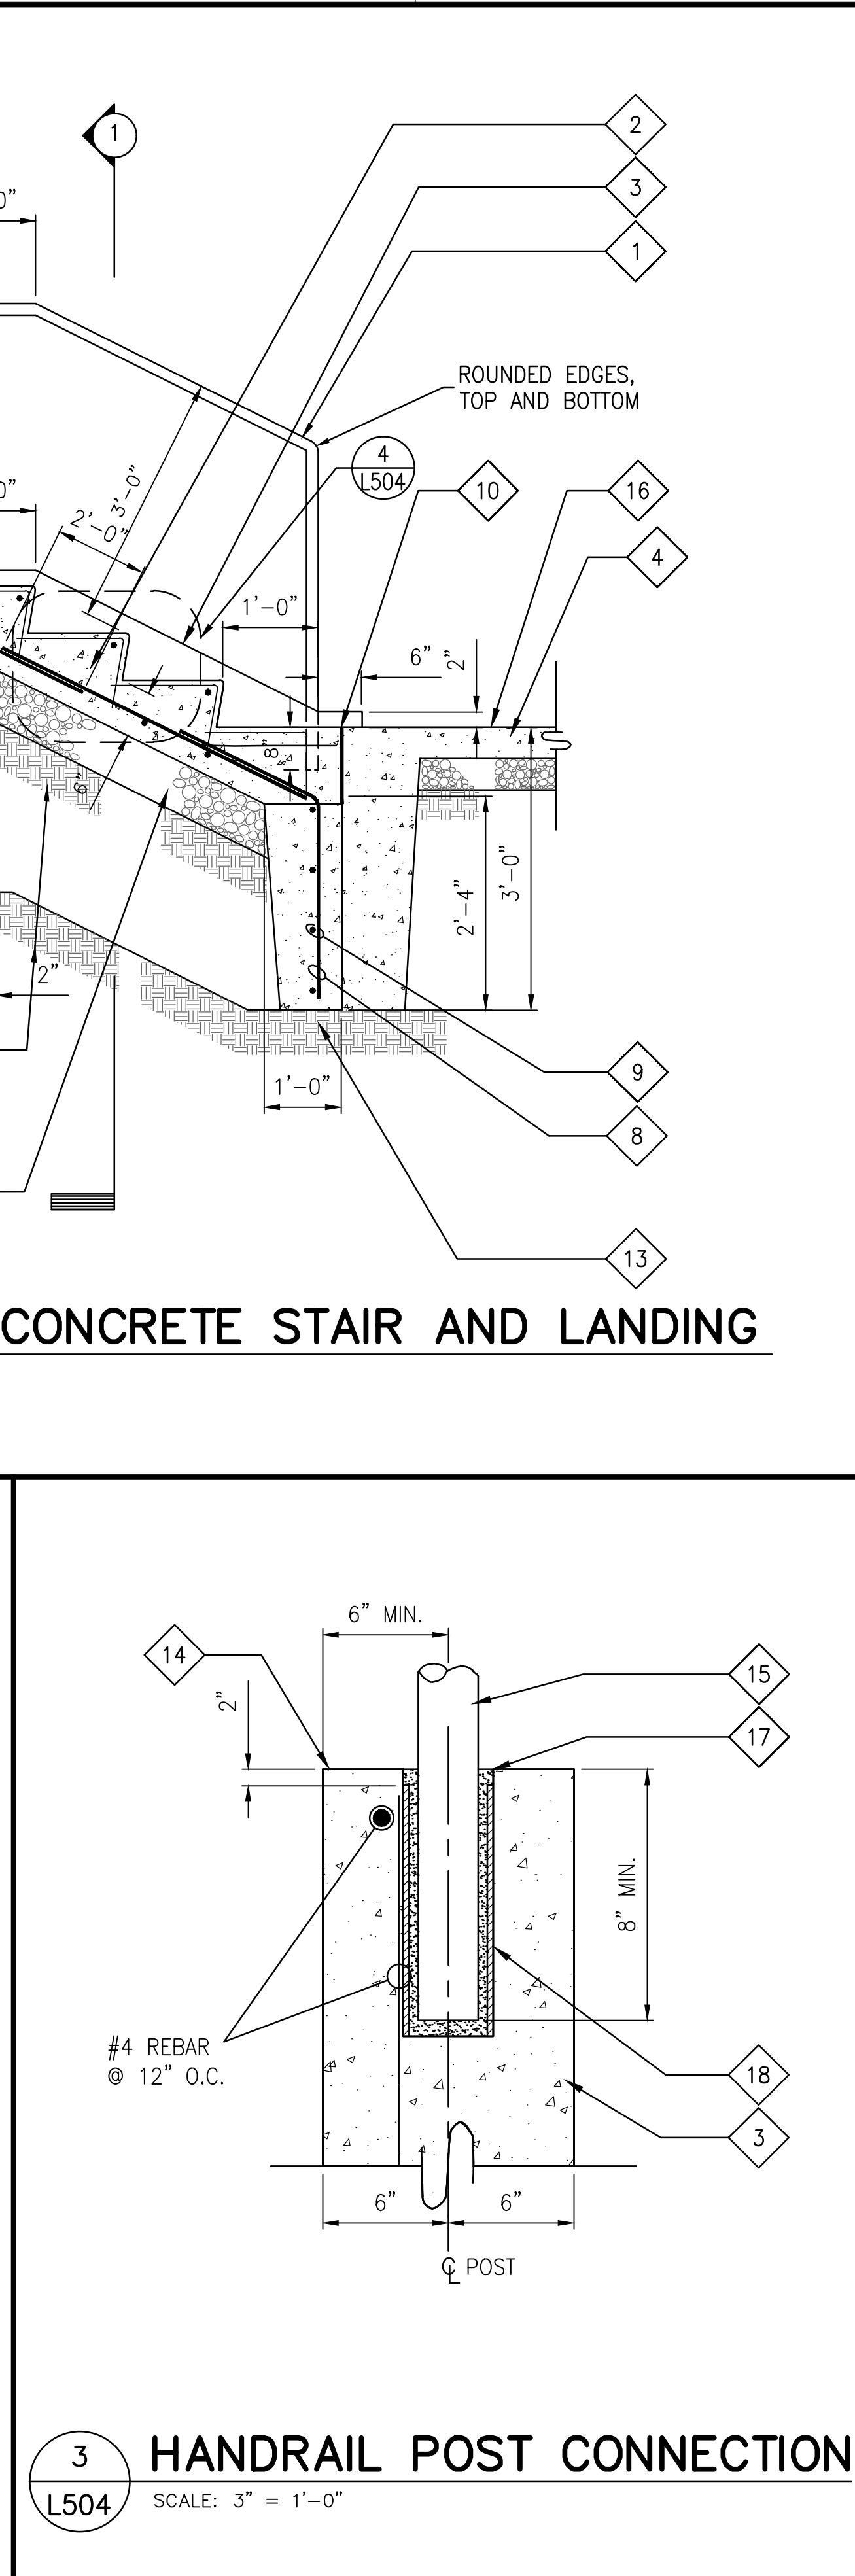 1
2
3
1
0"
ROUNDED EDGES,
TOP AND BOTTOM
4
L504
10
16
4
0"
3'-0"
2'-0"
1'-0"
6"
2"
8"
6"
2'-4"
3'-0"
2"
1'-0"
9
8
13
CONCRETE STAIR AND LANDING
6" MIN.
14
15
2"
17
8" MIN.
#4 REBAR
@ 12" O.C.
18
3
6"
6"
℄ POST
3
L504
HANDRAIL POST CONNECTION
SCALE: 3" = 1'-0"